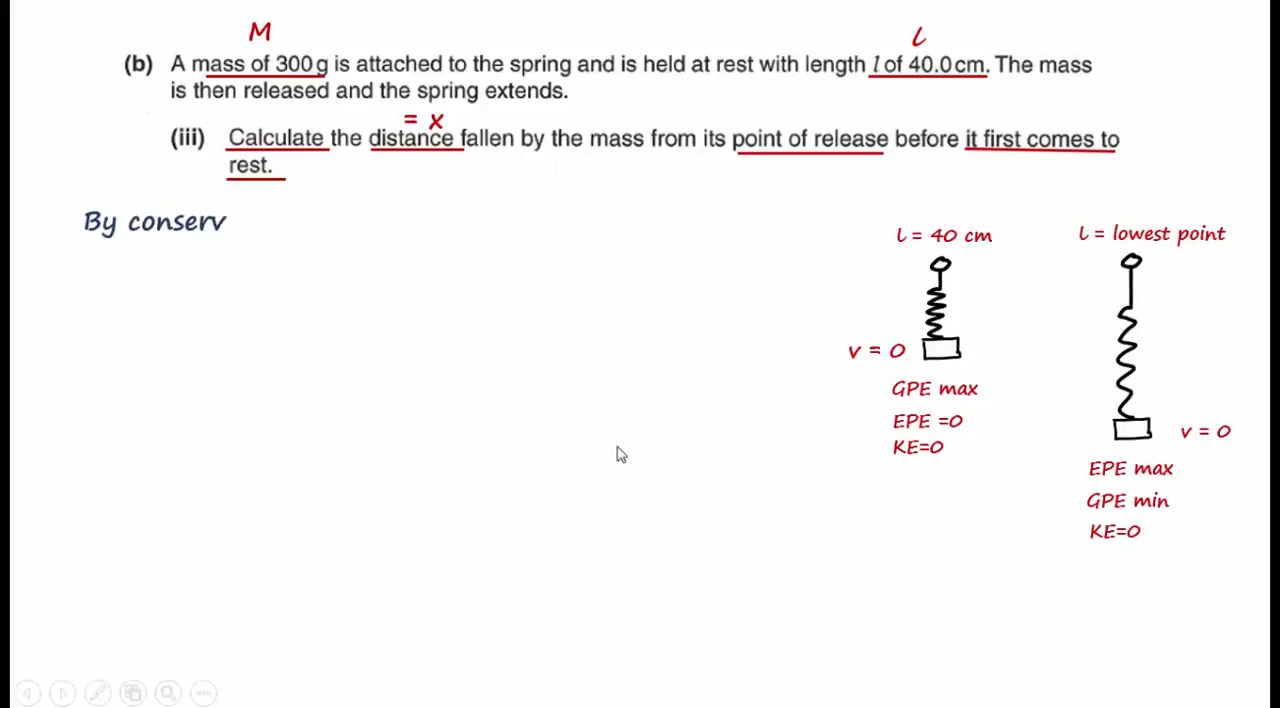 M
l
(b) A mass of 300g is attached to the spring and is held at rest with length l of 40.0cm. The mass
is then released and the spring extends.
= x
(iii) Calculate the distance fallen by the mass from its point of release before it first comes to
rest.
By conserv
l = 40 cm
l = lowest point
v = 0
GPE max
EPE =0
KE=0
v = 0
EPE max
GPE min
KE=0